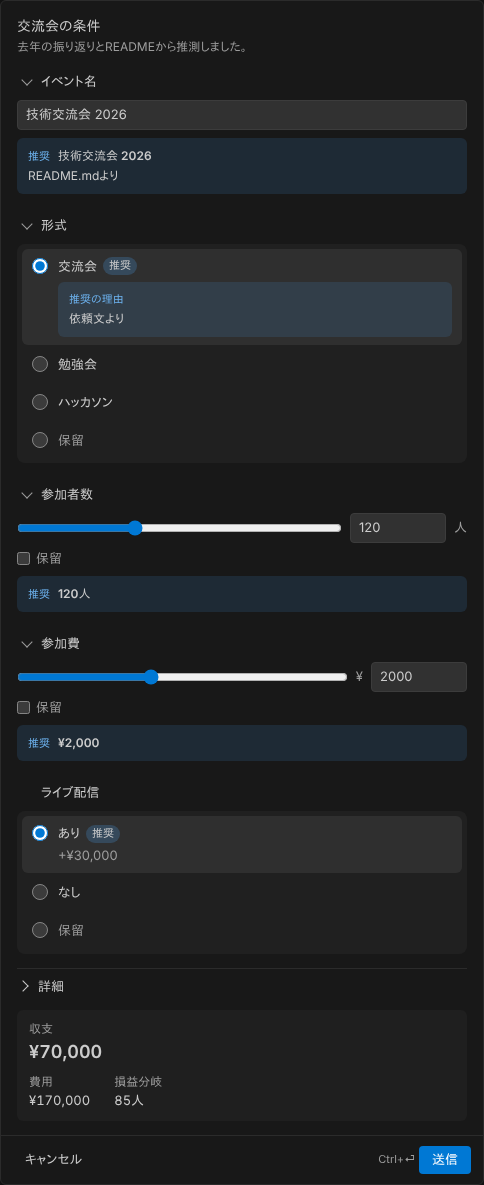 交流会の条件
去年の振り返りとREADMEから推測しました。
イベント名
技術交流会 2026
推奨 技術交流会 2026
README.mdより
形式
交流会 推奨
推奨の理由
依頼文より
勉強会
ハッカソン
保留
参加者数
120 人
保留
推奨 120人
参加費
¥ 2000
保留
推奨 ¥2,000
ライブ配信
あり 推奨
+¥30,000
なし
保留
詳細
収支
¥70,000
費用 損益分岐
¥170,000 85人
キャンセル Ctrl+⏎ 送信